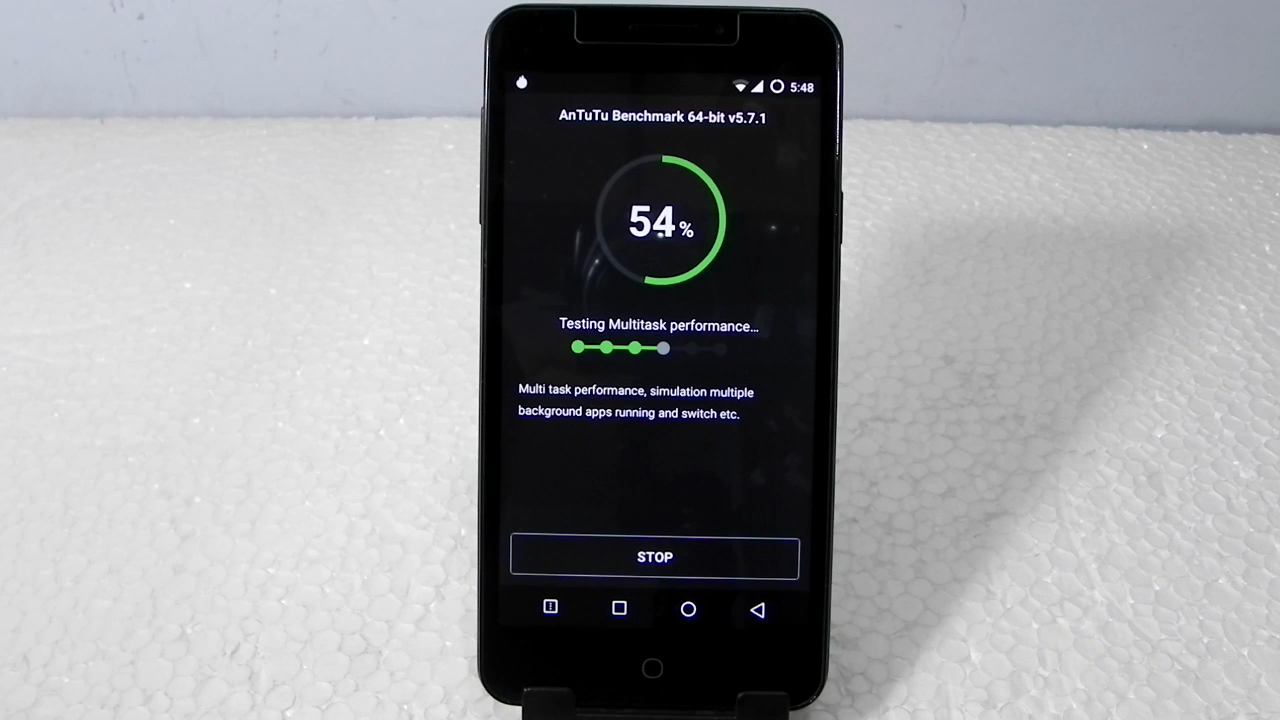 5:48
AnTuTu Benchmark 64-bit v5.7.1
54%
Testing Multitask performance...
Multi task performance, simulation multiple
background apps running and switch etc.
STOP